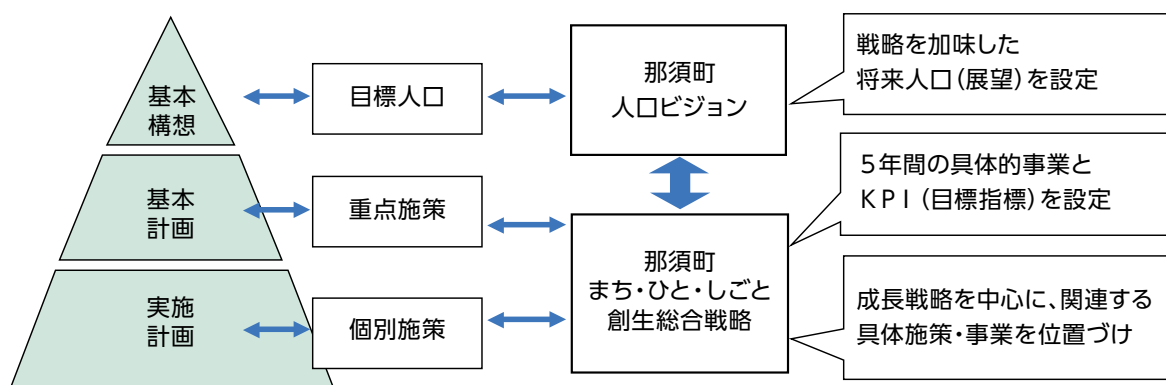 基本
構想
目標人口
那須町
人口ビジョン
戦略を加味した
将来人口(展望)を設定
基本
計画
重点施策
5年間の具体的事業と
KPI(目標指標)を設定
実施
計画
個別施策
那須町
まち・ひと・しごと
創生総合戦略
成長戦略を中心に、関連する
具体施策・事業を位置づけ